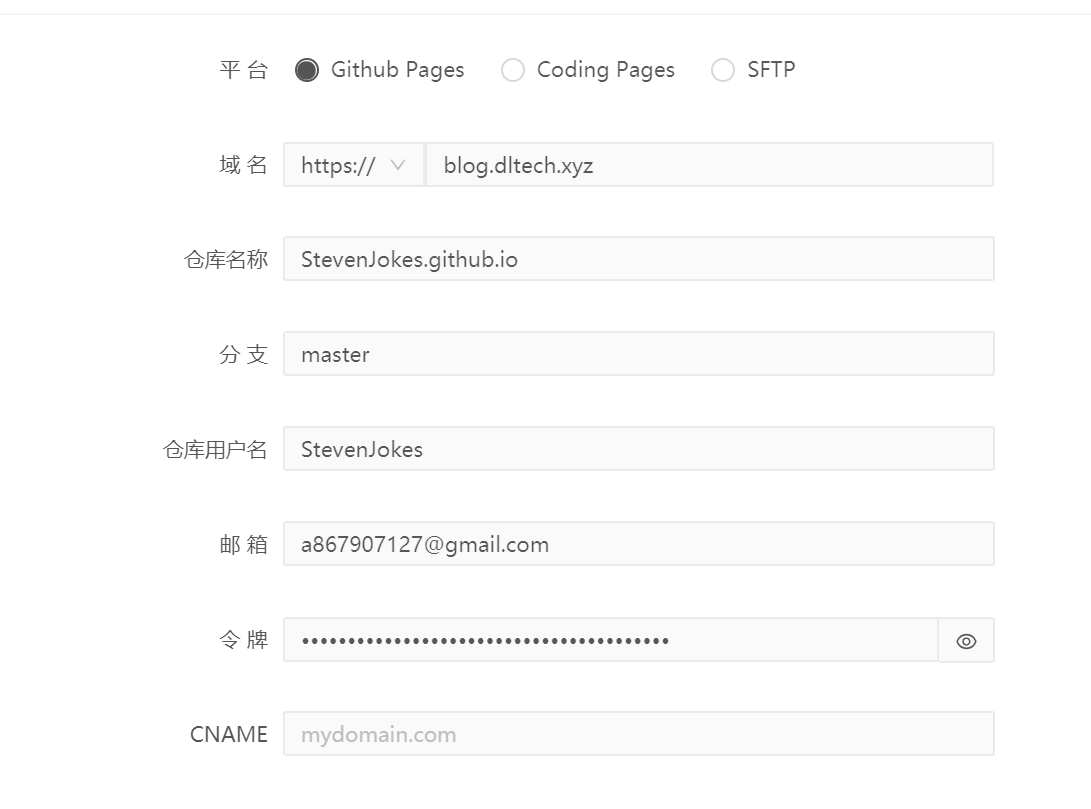 平台 Github Pages Coding Pages SFTP
域名 https:// blog.dltech.xyz
仓库名称 StevenJokes.github.io
分支 master
仓库用户名 StevenJokes
邮箱 a867907127@gmail.com
令牌 ••••••••••••••••••••••••••••••••••••••••
CNAME mydomain.com